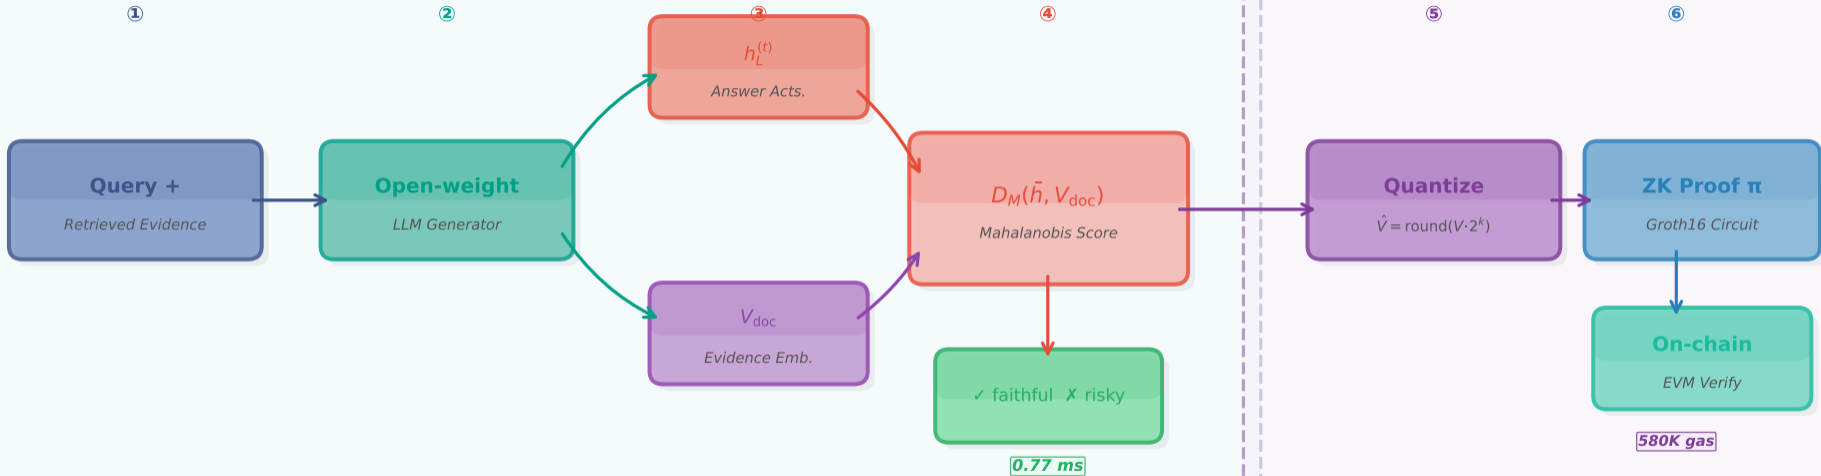 ①
②
③
④
⑤
⑥
Query +
Retrieved Evidence
Open-weight
LLM Generator
h_L^(t)
Answer Acts.
V_doc
Evidence Emb.
D_M(h̄, V_doc)
Mahalanobis Score
✓ faithful ✗ risky
0.77 ms
Quantize
V̂ = round(V·2^k)
ZK Proof π
Groth16 Circuit
On-chain
EVM Verify
580K gas